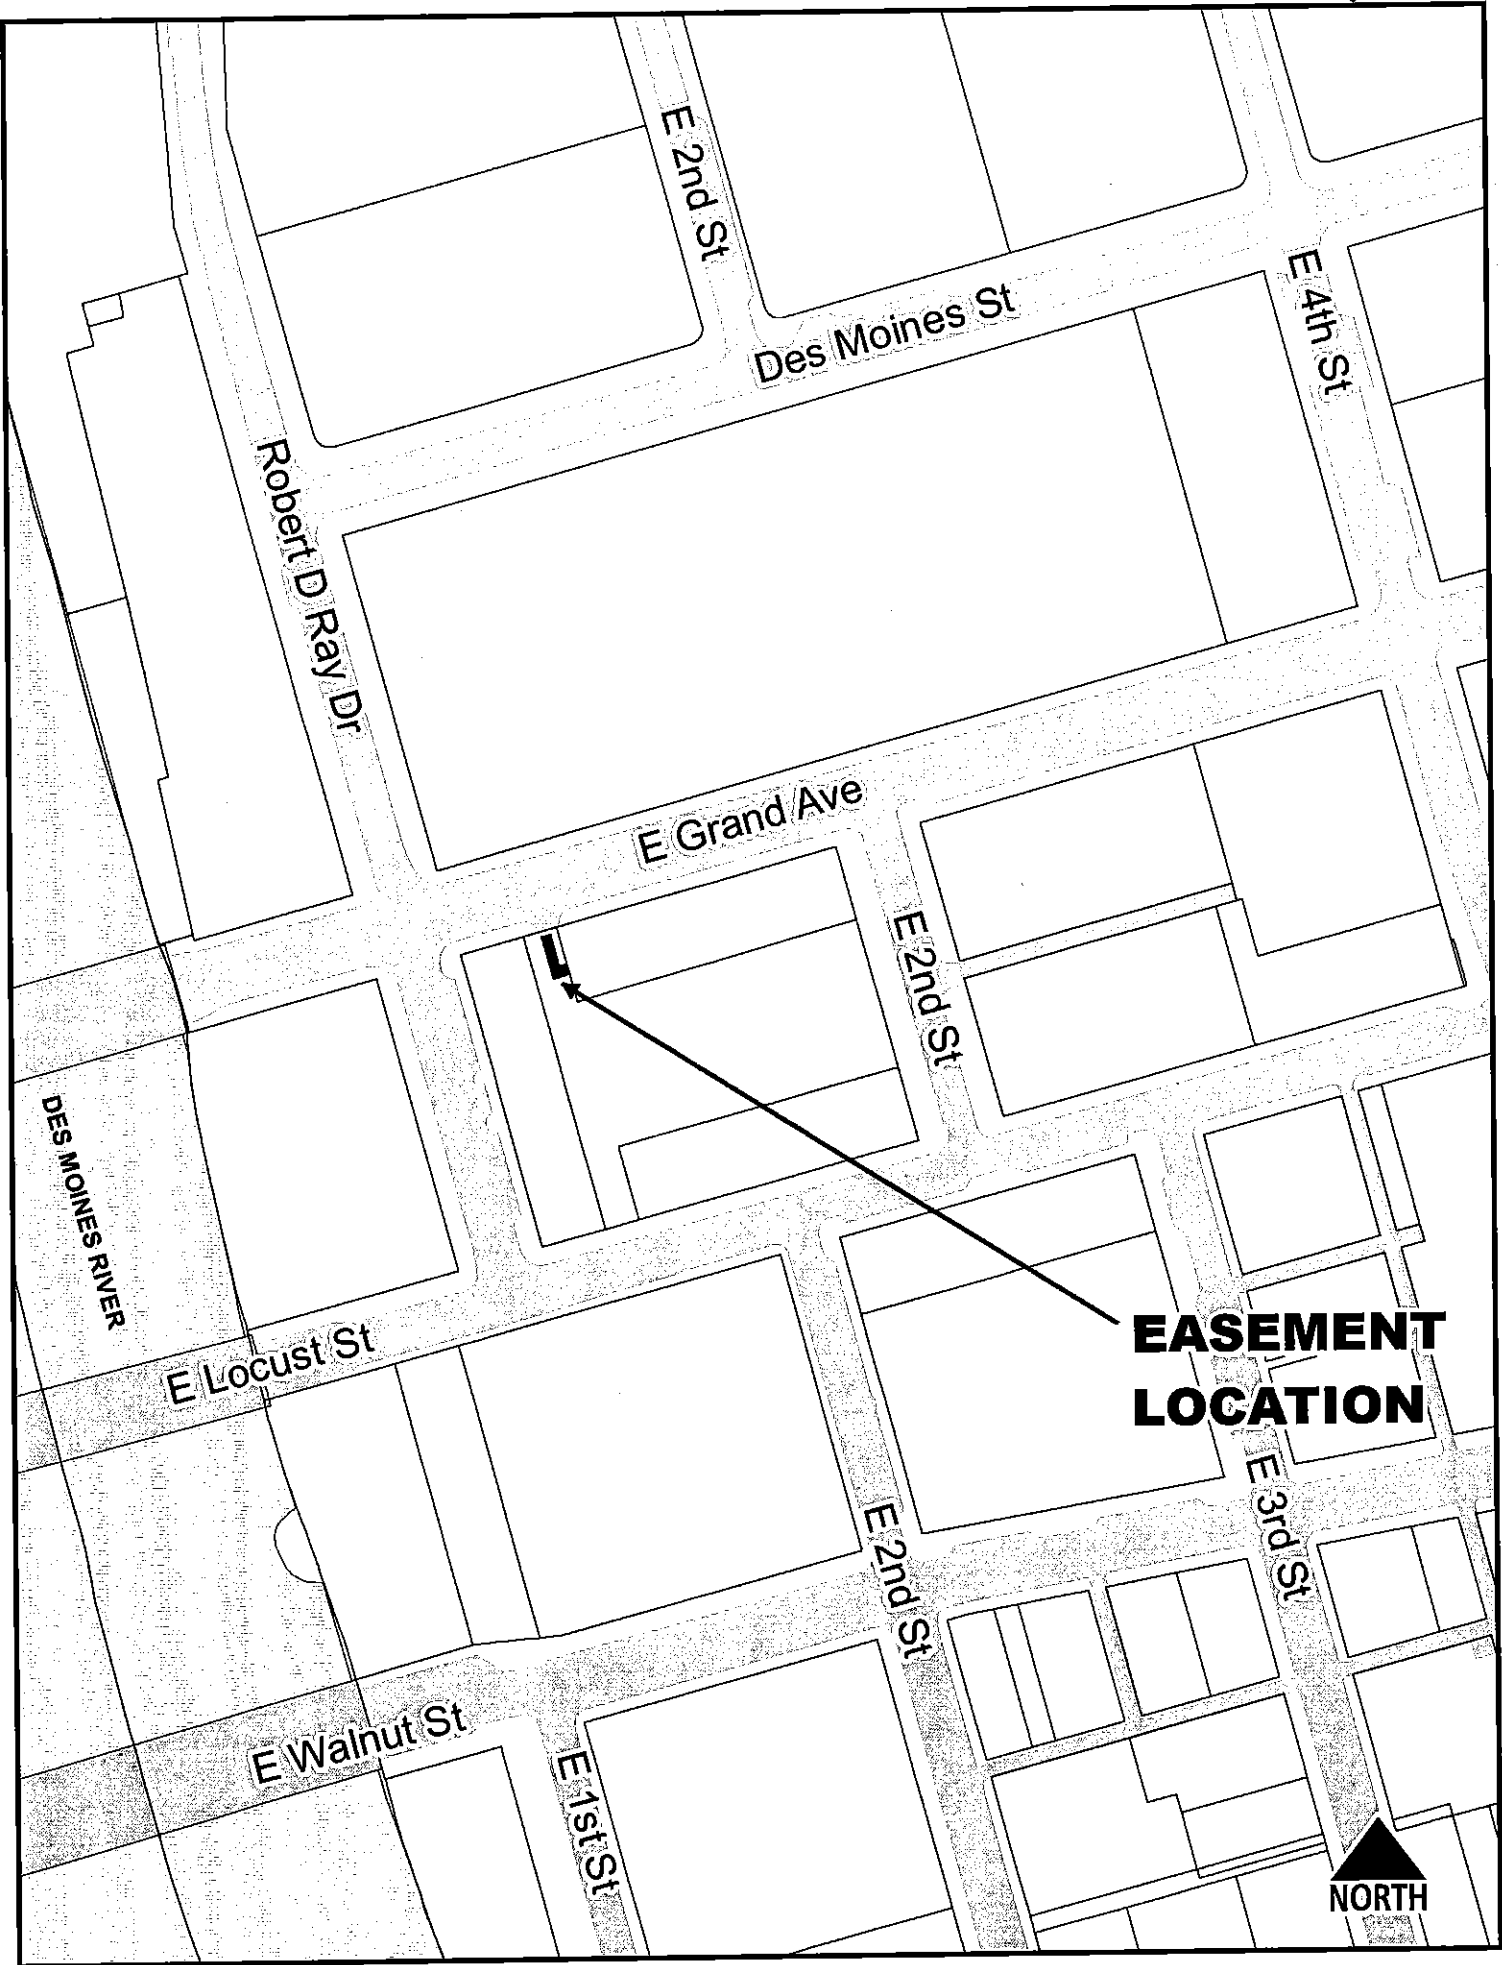 E 2nd St
Des Moines St
E 4th St
Robert D Ray Dr
E Grand Ave
E 2nd St
DES MOINES RIVER
E Locust St
EASEMENT
LOCATION
E 2nd St
E 3rd St
E Walnut St
E 1st St
NORTH